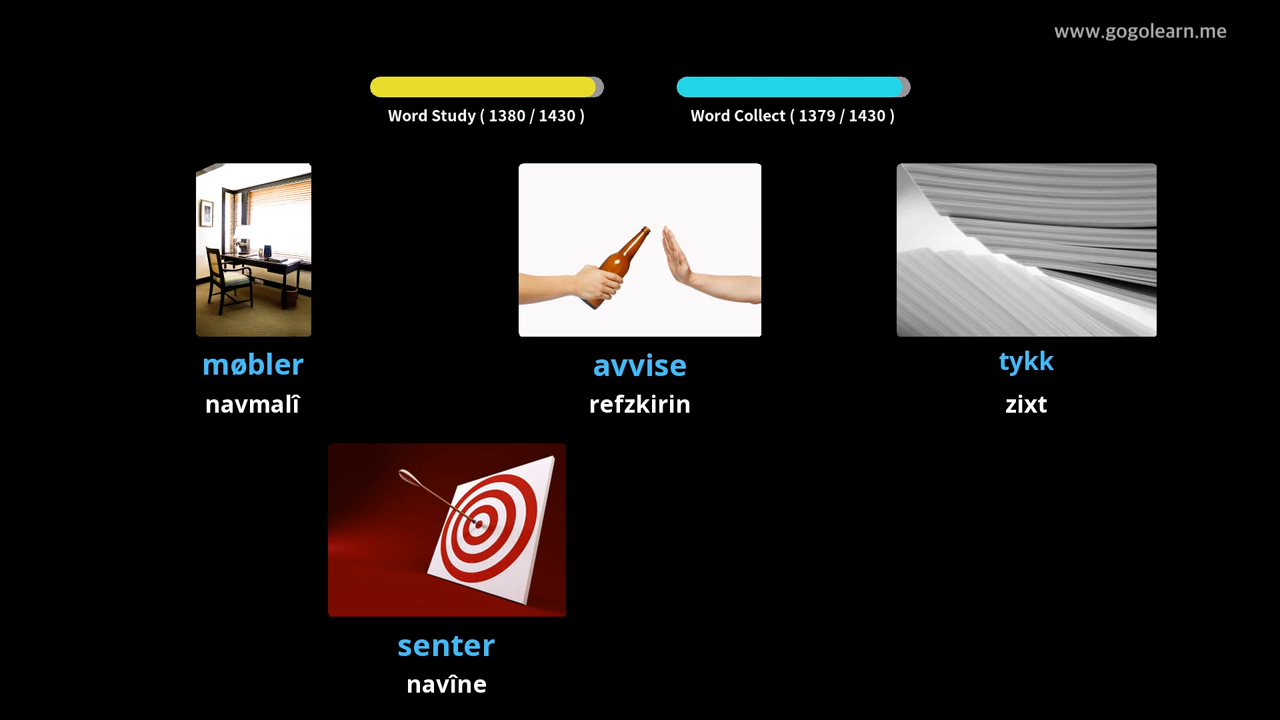 www.gogolearn.me
Word Study ( 1380 / 1430 )
Word Collect ( 1379 / 1430 )
møbler
navmalî
avvise
refzkirin
tykk
zixt
senter
navîne